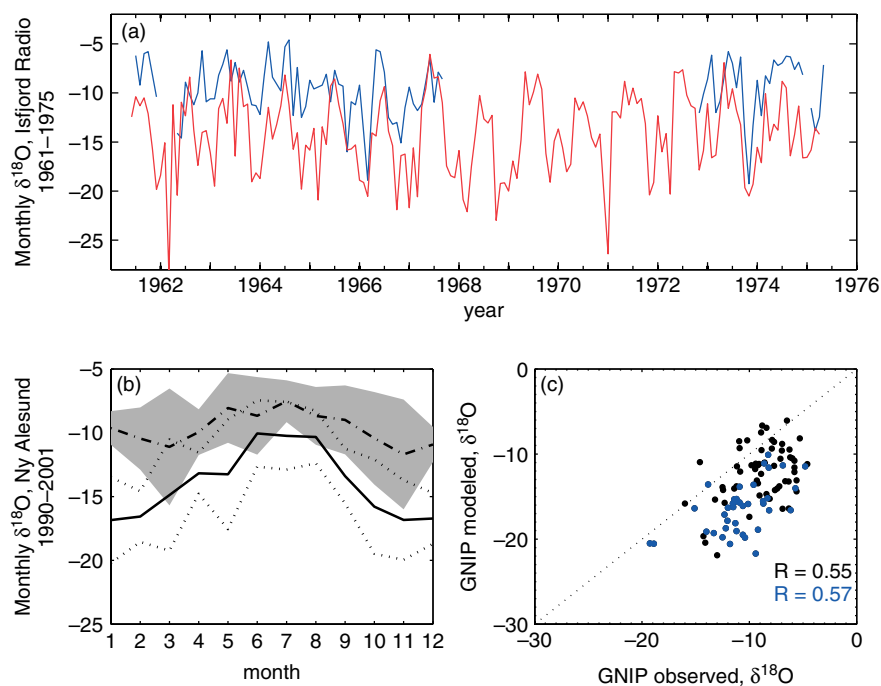 (a)
Monthly δ¹⁸O, Isfjord Radio
1961–1975
−5
−10
−15
−20
−25
1962 1964 1966 1968 1970 1972 1974 1976
year
(b)
Monthly δ¹⁸O, Ny Alesund
1990–2001
−5
−10
−15
−20
−25
1 2 3 4 5 6 7 8 9 10 11 12
month
(c)
GNIP modeled, δ¹⁸O
0
−10
−20
−30
R = 0.55
R = 0.57
−30 −20 −10 0
GNIP observed, δ¹⁸O